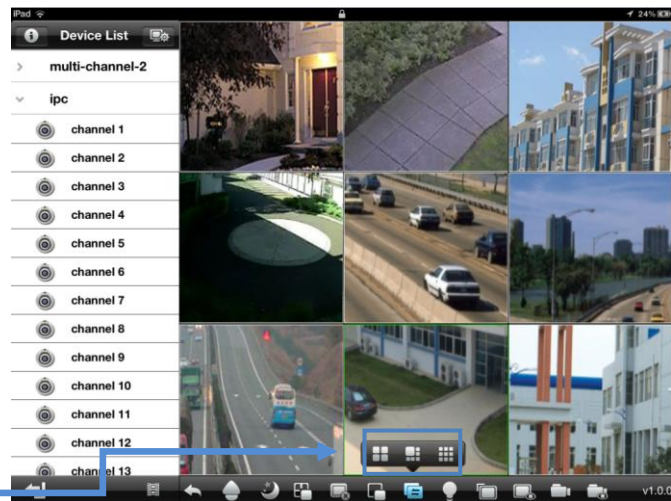 iPad
24%
Device List
multi-channel-2
ipc
channel 1
channel 2
channel 3
channel 4
channel 5
channel 6
channel 7
channel 8
channel 9
channel 10
channel 11
channel 12
channel 13
v1.0.0